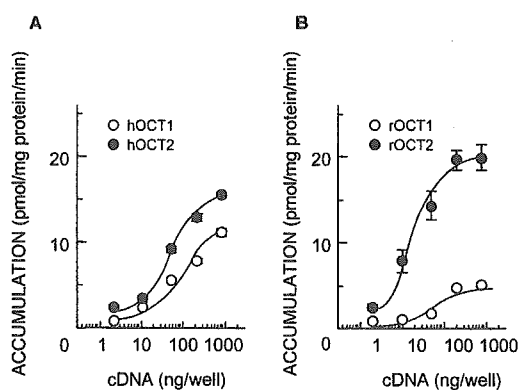 A
ACCUMULATION (pmol/mg protein/min)
hOCT1
hOCT2
20
10
0
0
1
10
100
1000
cDNA (ng/well)
B
ACCUMULATION (pmol/mg protein/min)
rOCT1
rOCT2
20
10
0
0
1
10
100
1000
cDNA (ng/well)